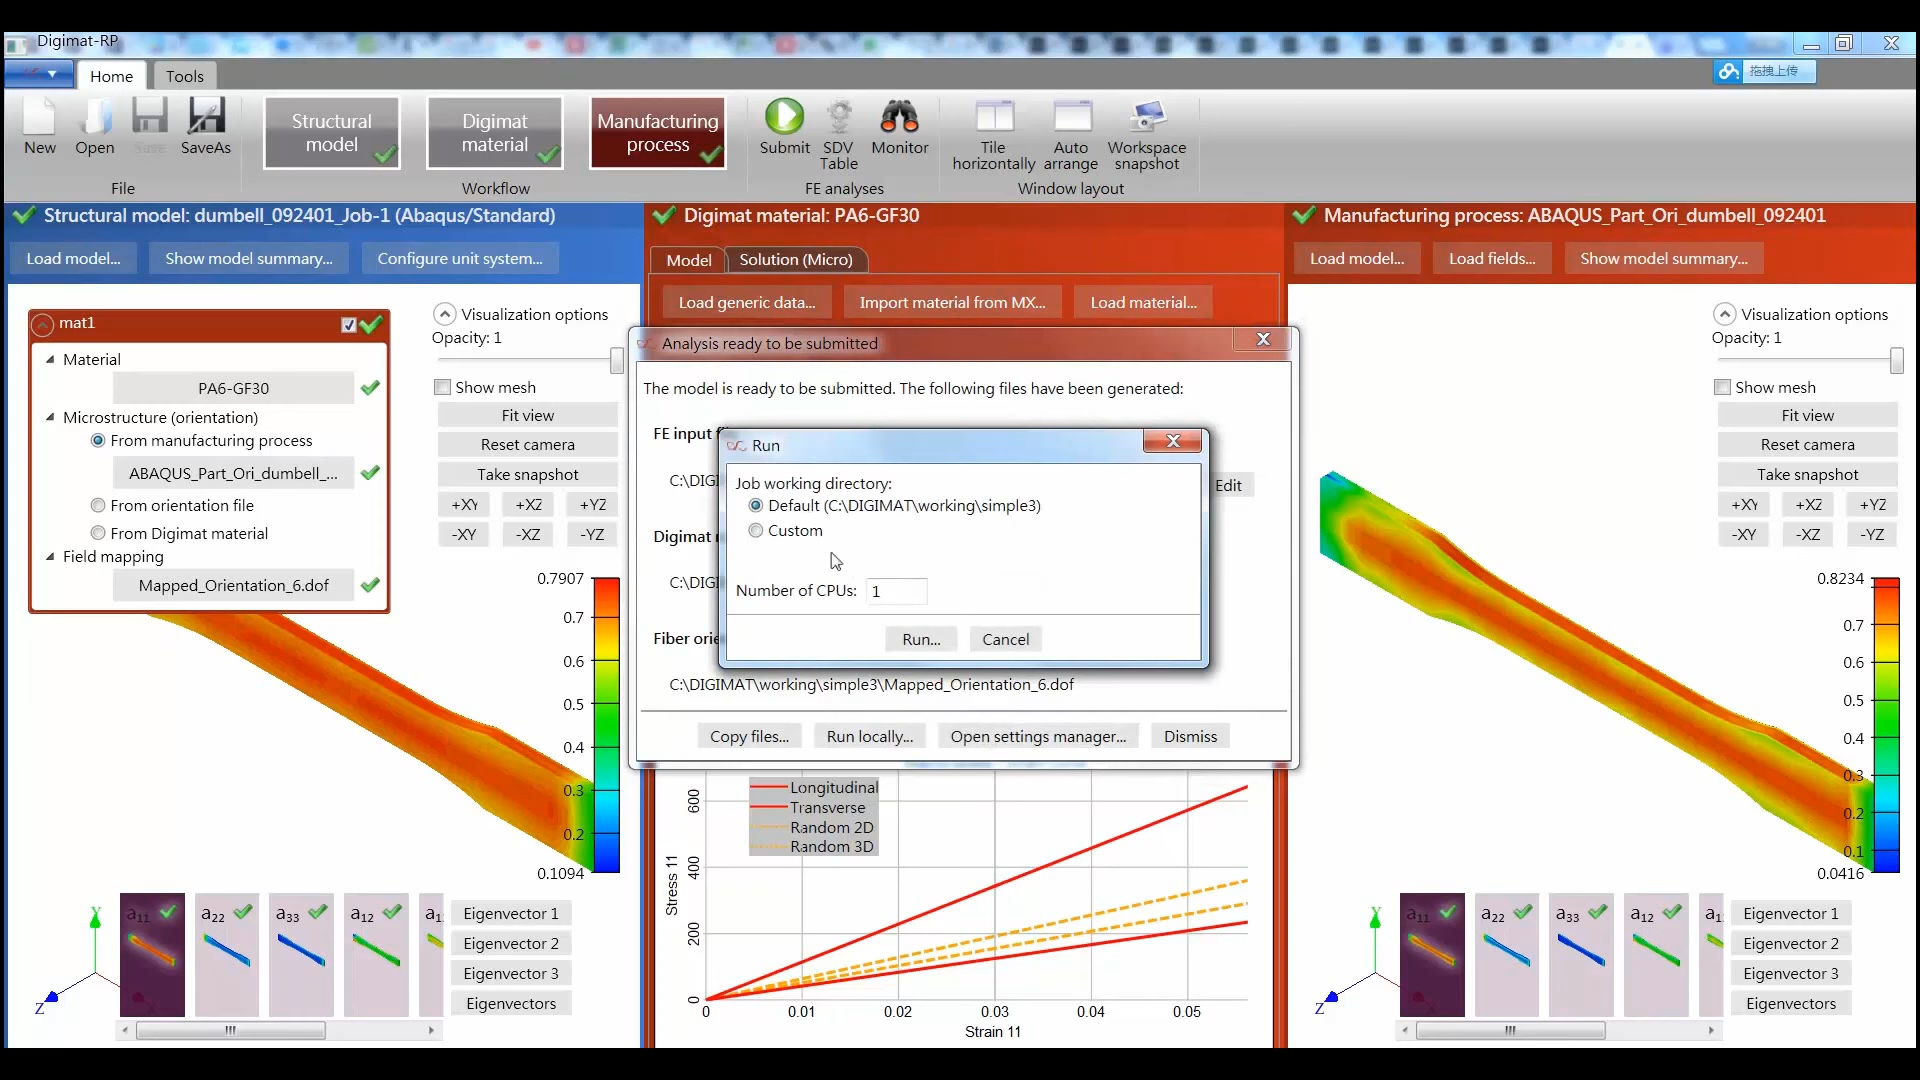 Digimat-RP
Home
Tools
拖拽上传
New
Open
Save
SaveAs
File
Structural
model
Digimat
material
Manufacturing
process
Workflow
Submit
SDV
Table
Monitor
FE analyses
Tile
horizontally
Auto
arrange
Workspace
snapshot
Window layout
Structural model: dumbell_092401_Job-1 (Abaqus/Standard)
Load model...
Show model summary...
Configure unit system...
mat1
Material
PA6-GF30
Microstructure (orientation)
From manufacturing process
ABAQUS_Part_Ori_dumbell_...
From orientation file
From Digimat material
Field mapping
Mapped_Orientation_6.dof
Visualization options
Opacity: 1
Show mesh
Fit view
Reset camera
Take snapshot
+XY
+XZ
+YZ
-XY
-XZ
-YZ
0.7907
0.7
0.6
0.5
0.4
0.3
0.2
0.1094
Y
Z
a11
a22
a33
a12
a1
Eigenvector 1
Eigenvector 2
Eigenvector 3
Eigenvectors
Digimat material: PA6-GF30
Model
Solution (Micro)
Load generic data...
Import material from MX...
Load material...
Analysis ready to be submitted
The model is ready to be submitted. The following files have been generated:
FE input f
C:\DIG
Edit
Digimat
C:\DIGI
Fiber orie
C:\DIGIMAT\working\simple3\Mapped_Orientation_6.dof
Copy files...
Run locally...
Open settings manager...
Dismiss
Run
Job working directory:
Default (C:\DIGIMAT\working\simple3)
Custom
Number of CPUs: 1
Run...
Cancel
Longitudinal
Transverse
Random 2D
Random 3D
Stress 11
600
400
200
0
0
0.01
0.02
0.03
0.04
0.05
Strain 11
Manufacturing process: ABAQUS_Part_Ori_dumbell_092401
Load model...
Load fields...
Show model summary...
Visualization options
Opacity: 1
Show mesh
Fit view
Reset camera
Take snapshot
+XY
+XZ
+YZ
-XY
-XZ
-YZ
0.8234
0.7
0.6
0.5
0.4
0.3
0.2
0.1
0.0416
Y
Z
a11
a22
a33
a12
a1
Eigenvector 1
Eigenvector 2
Eigenvector 3
Eigenvectors